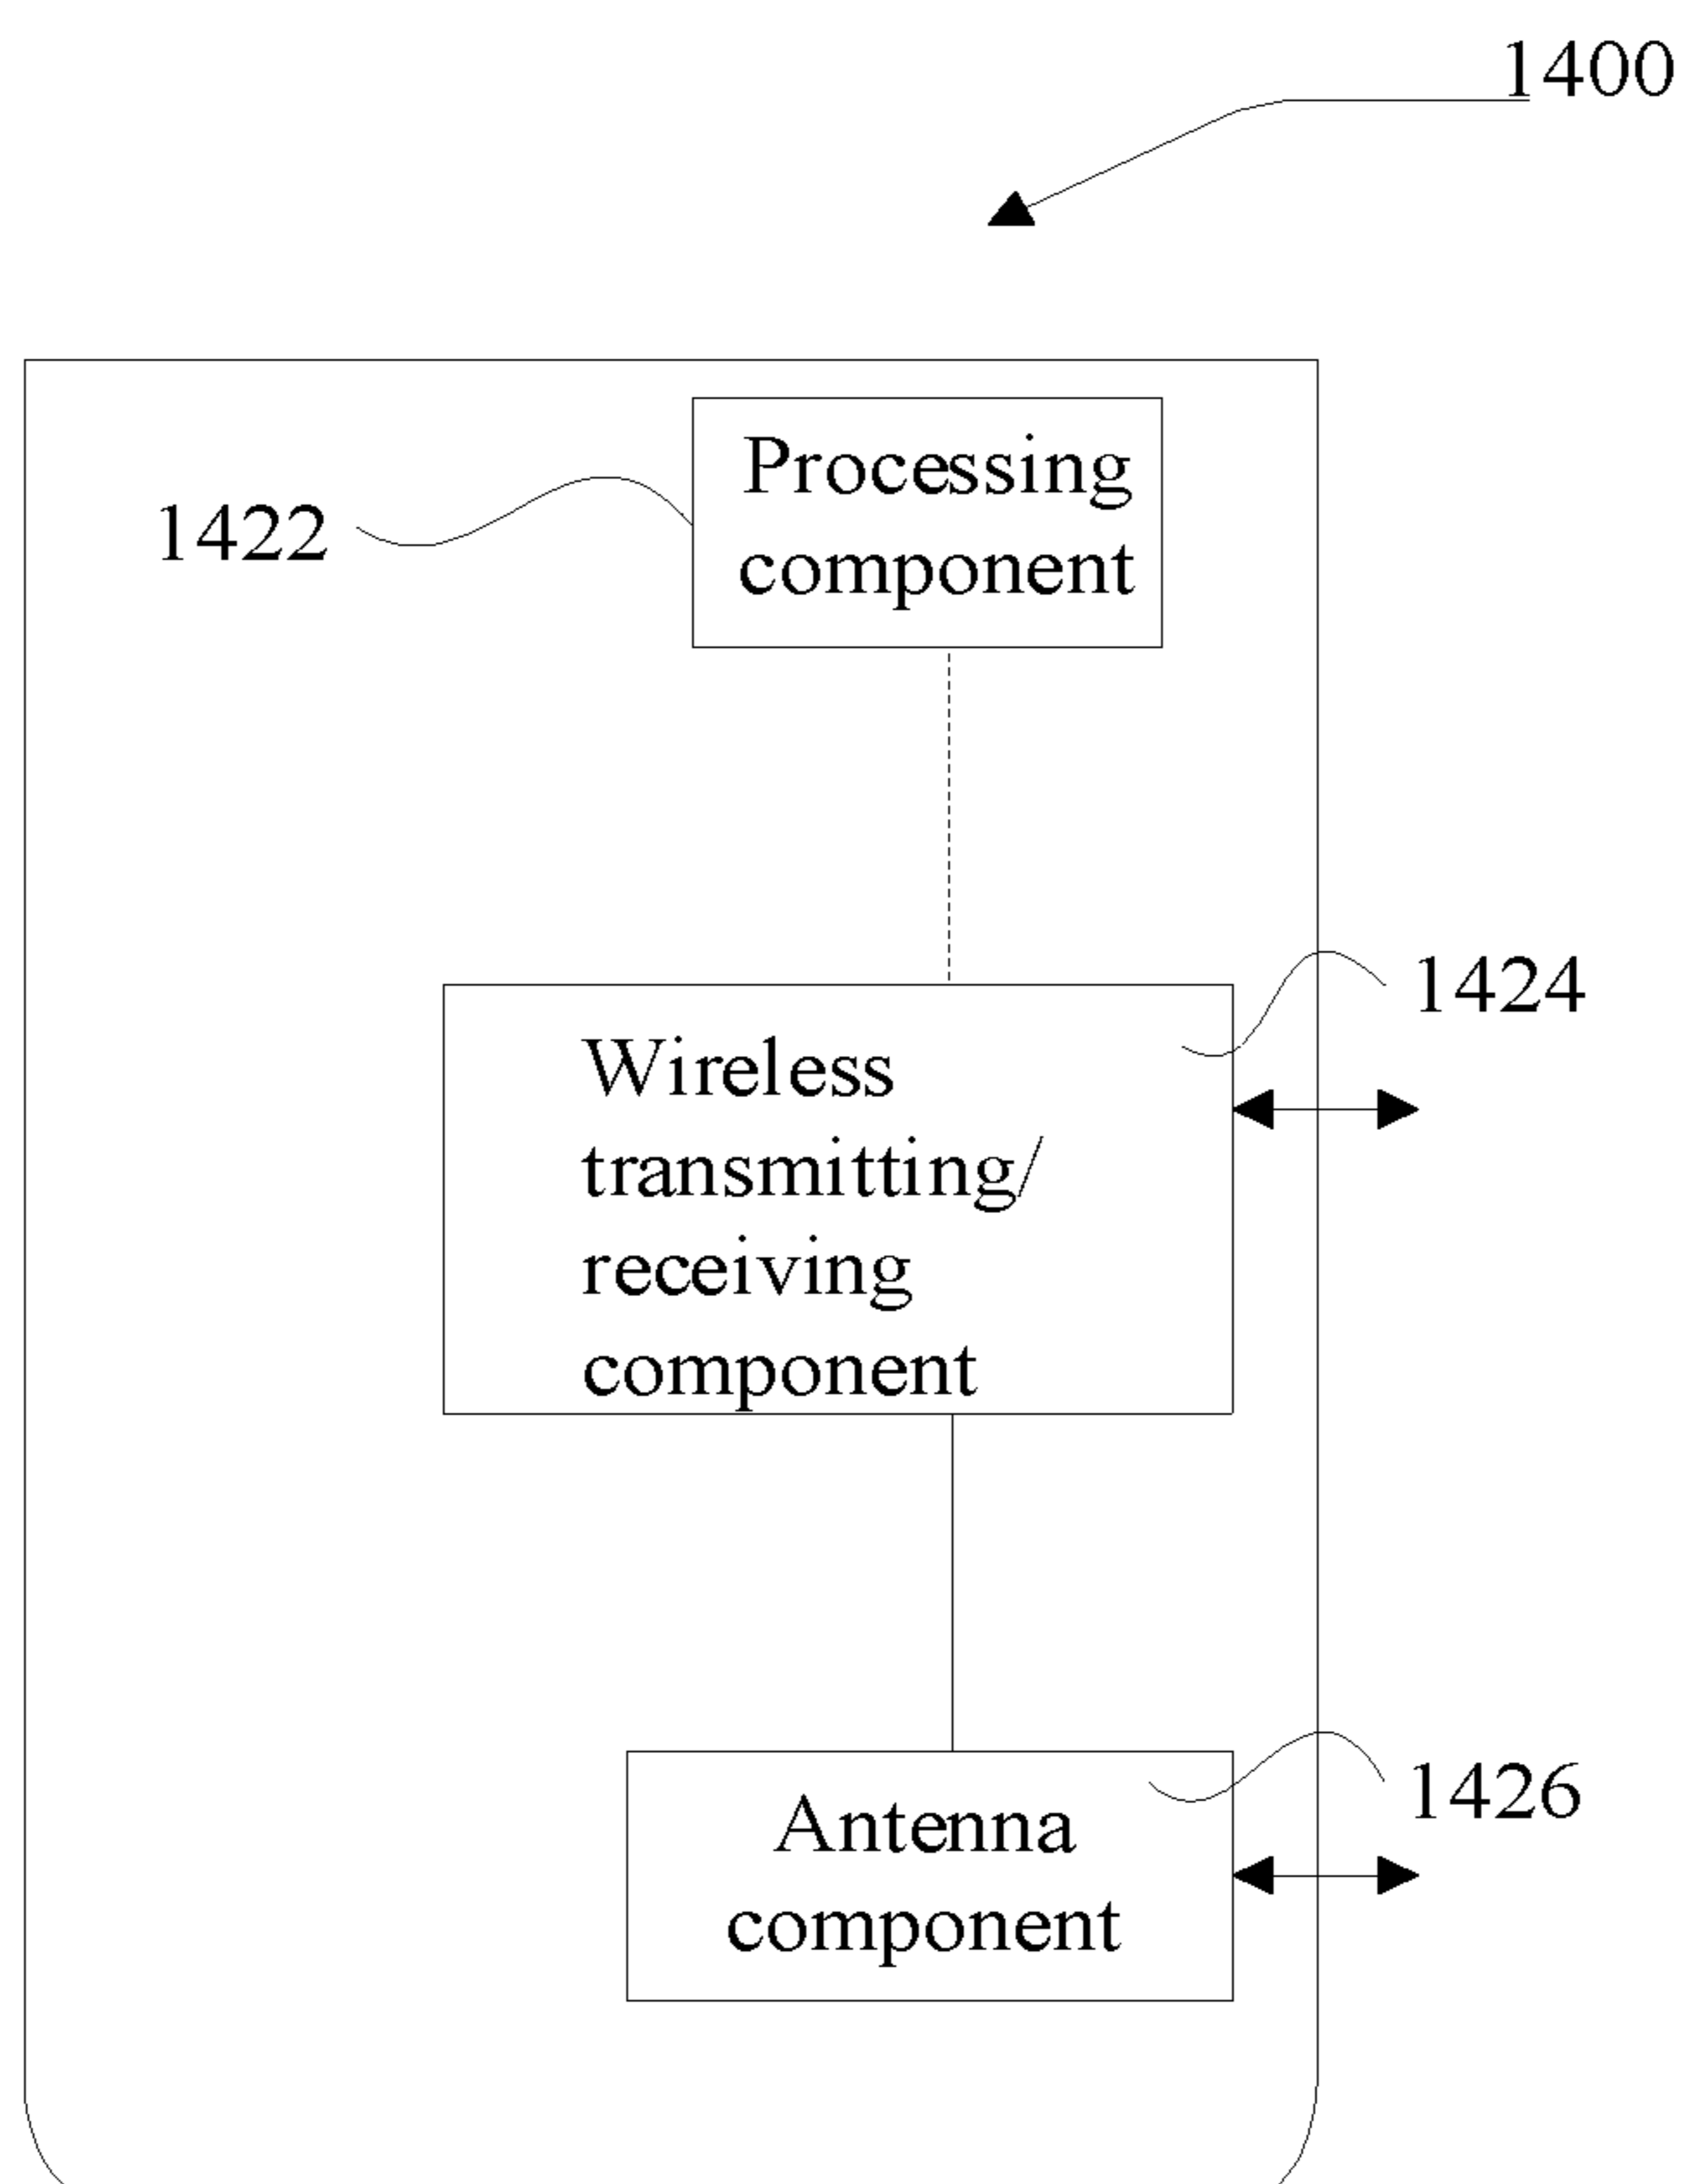 1400
Processing
component
1422
1424
Wireless
transmitting/
receiving
component
1426
Antenna
component